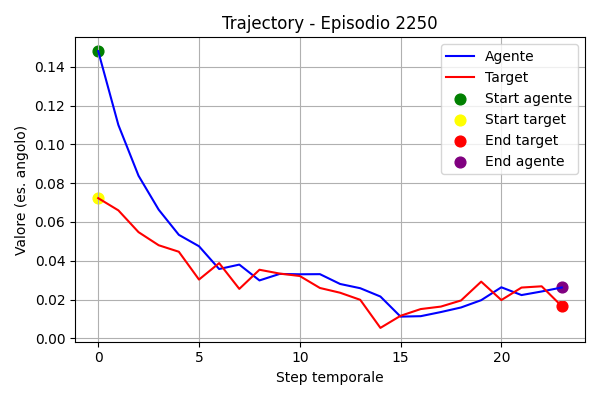 Trajectory - Episodio 2250
Valore (es. angolo)
0.14
0.12
0.10
0.08
0.06
0.04
0.02
0.00
0
5
10
15
20
Step temporale
Agente
Target
Start agente
Start target
End target
End agente